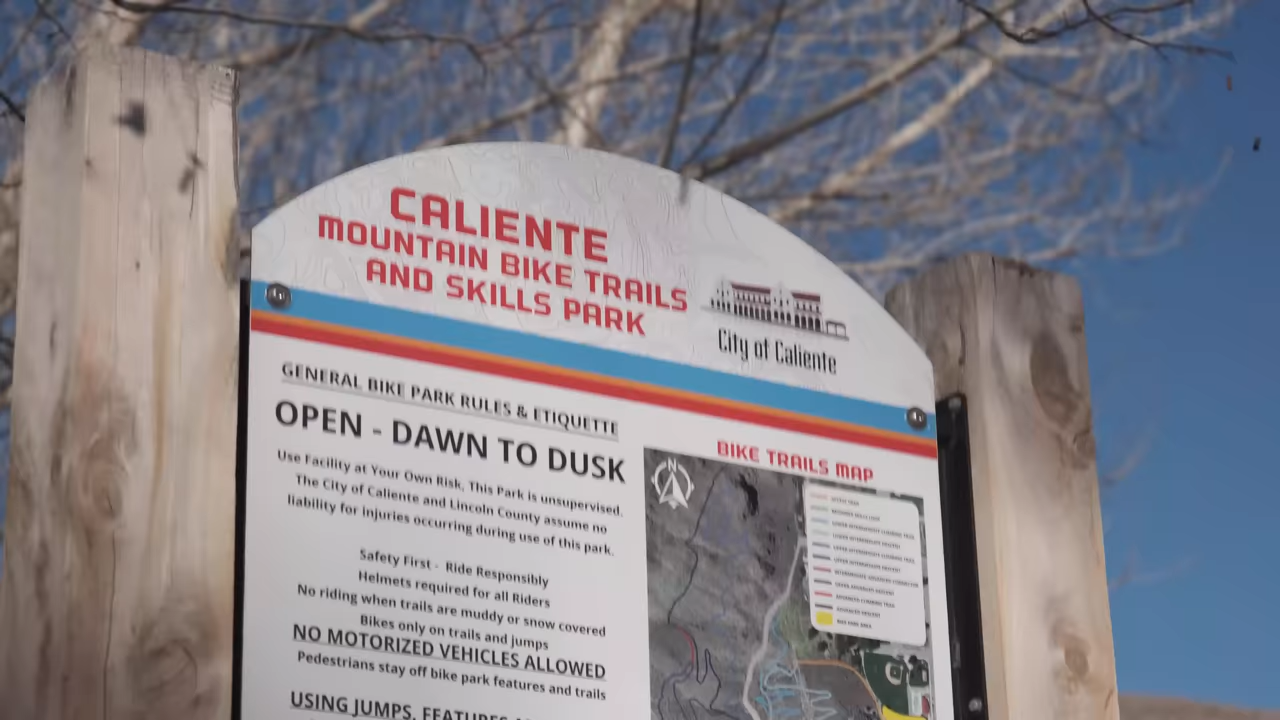 CALIENTE
MOUNTAIN BIKE TRAILS
AND SKILLS PARK
City of Caliente
GENERAL BIKE PARK RULES & ETIQUETTE
OPEN - DAWN TO DUSK
Use Facility at Your Own Risk. This Park is unsupervised.
The City of Caliente and Lincoln County assume no
liability for injuries occurring during use of this park.
Safety First - Ride Responsibly
Helmets required for all Riders
No riding when trails are muddy or snow covered
Bikes only on trails and jumps
NO MOTORIZED VEHICLES ALLOWED
Pedestrians stay off bike park features and trails
USING JUMPS, FEATURES
BIKE TRAILS MAP
N